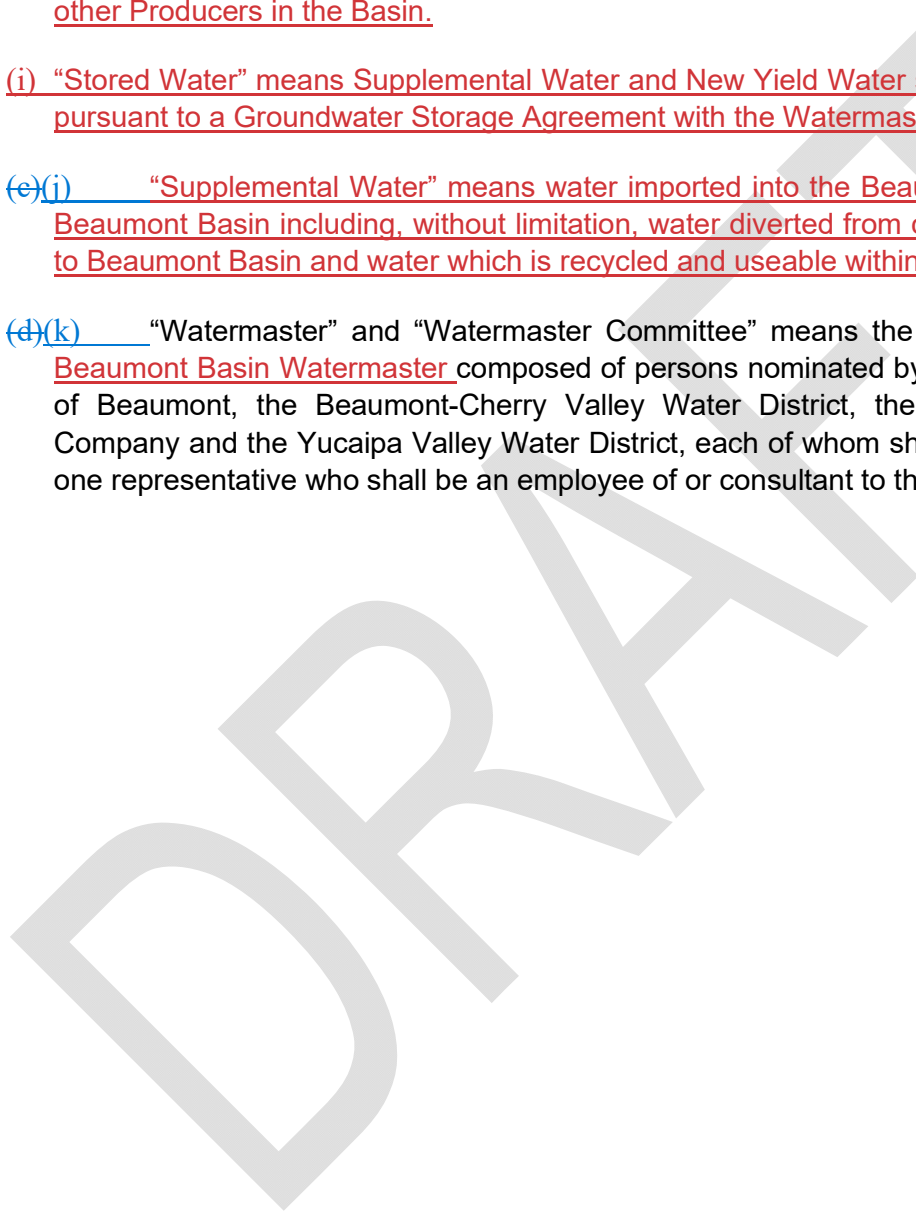 other Producers in the Basin.
(i) “Stored Water” means Supplemental Water and New Yield Water
pursuant to a Groundwater Storage Agreement with the Watermas
(c)(j) “Supplemental Water” means water imported into the Beau
Beaumont Basin including, without limitation, water diverted from
to Beaumont Basin and water which is recycled and useable within
(d)(k) “Watermaster” and “Watermaster Committee” means the
Beaumont Basin Watermaster composed of persons nominated by
of Beaumont, the Beaumont-Cherry Valley Water District, the
Company and the Yucaipa Valley Water District, each of whom sh
one representative who shall be an employee of or consultant to th
DRAFT